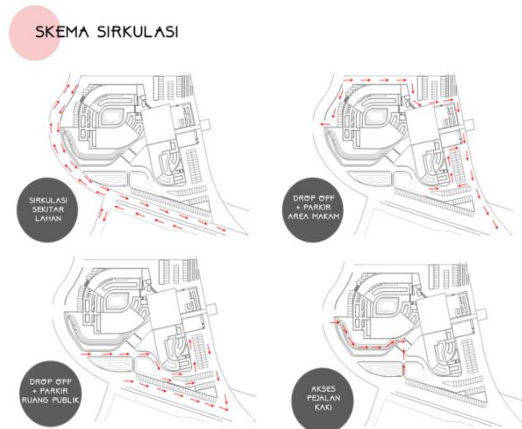 SKEMA SIRKULASI
SIRKULASI
SEKITAR
LAHAN
DROP OFF
+ PARKIR
AREA MAKAM
DROP OFF
+ PARKIR
RUANG PUBLIK
AKSES
PEJALAN
KAKI